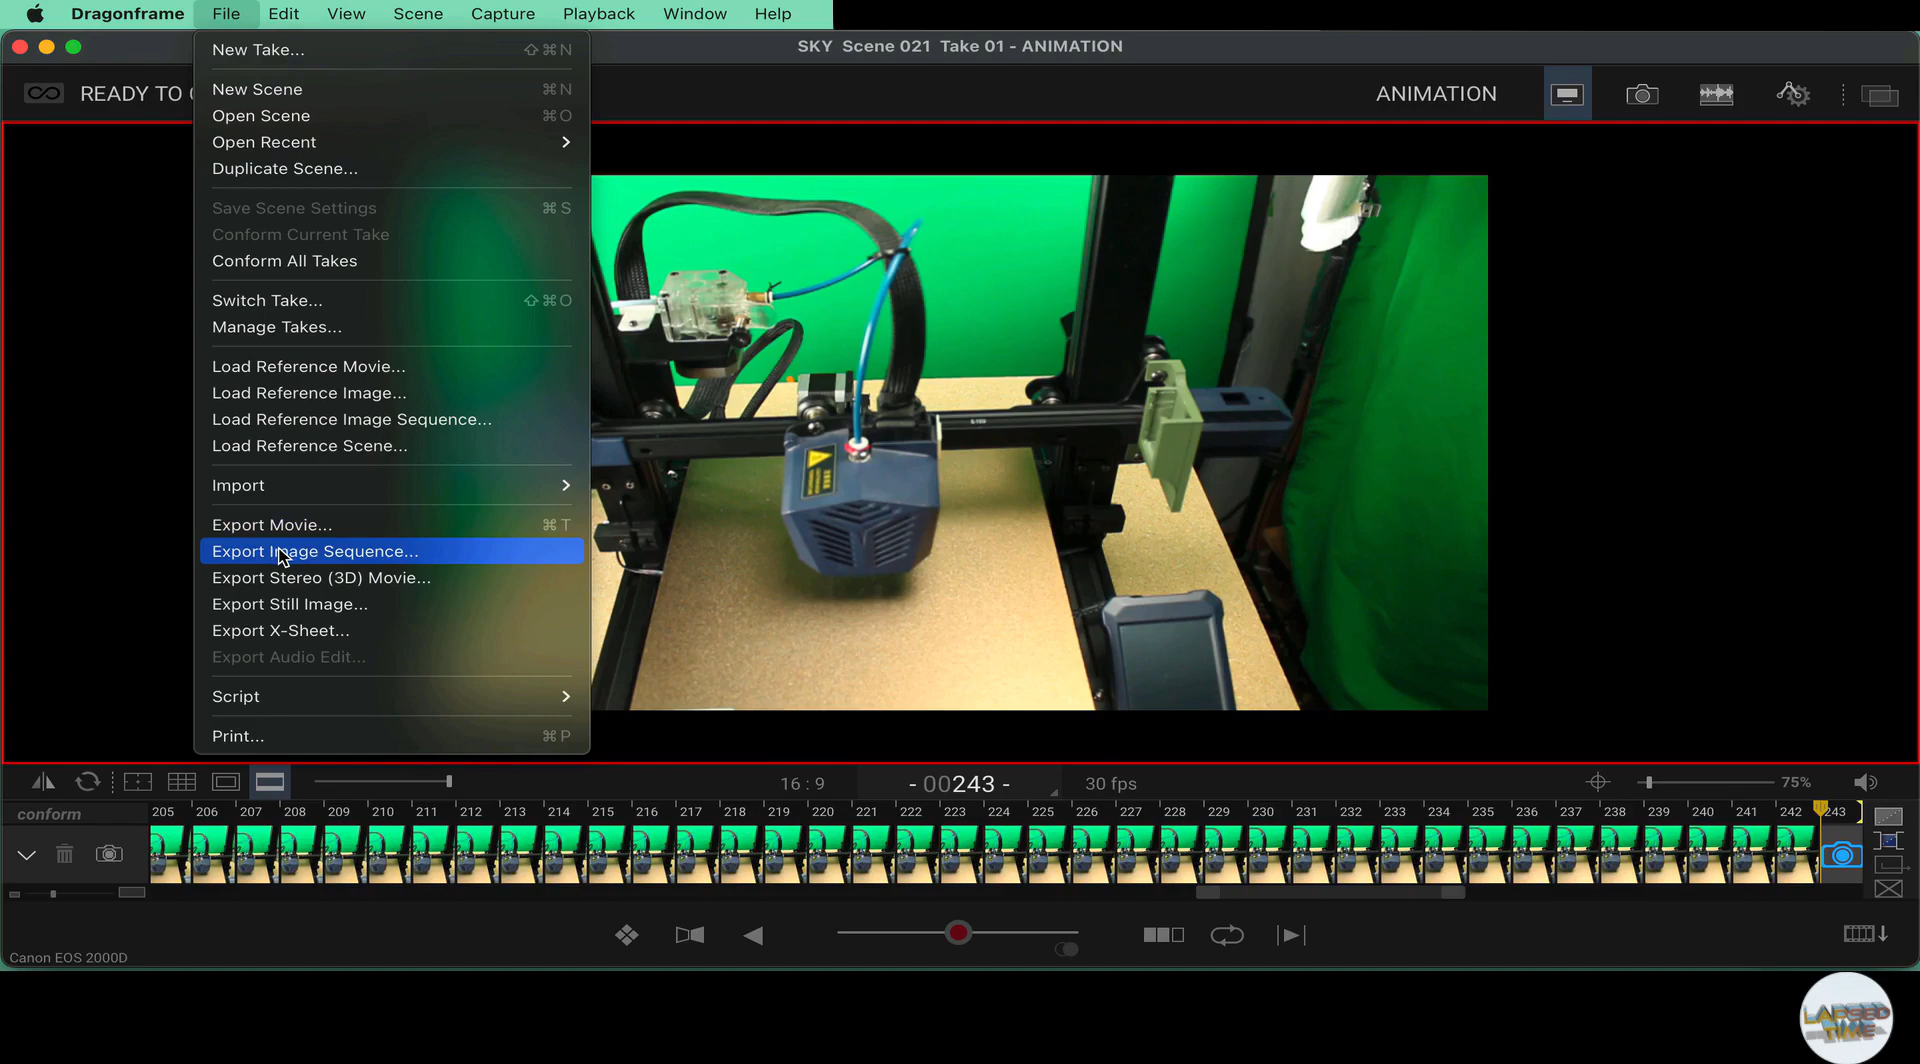 Dragonframe File Edit View Scene Capture Playback Window Help
SKY Scene 021 Take 01 - ANIMATION
READY TO
ANIMATION
New Take... ⇧⌘N
New Scene ⌘N
Open Scene ⌘O
Open Recent
Duplicate Scene...
Save Scene Settings ⌘S
Conform Current Take
Conform All Takes
Switch Take... ⇧⌘O
Manage Takes...
Load Reference Movie...
Load Reference Image...
Load Reference Image Sequence...
Load Reference Scene...
Import
Export Movie... ⌘T
Export Image Sequence...
Export Stereo (3D) Movie...
Export Still Image...
Export X-Sheet...
Export Audio Edit...
Script
Print... ⌘P
16 : 9 - 00243 - 30 fps 75%
conform 205 206 207 208 209 210 211 212 213 214 215 216 217 218 219 220 221 222 223 224 225 226 227 228 229 230 231 232 233 234 235 236 237 238 239 240 241 242 243
Canon EOS 2000D
LAPSED
TIME